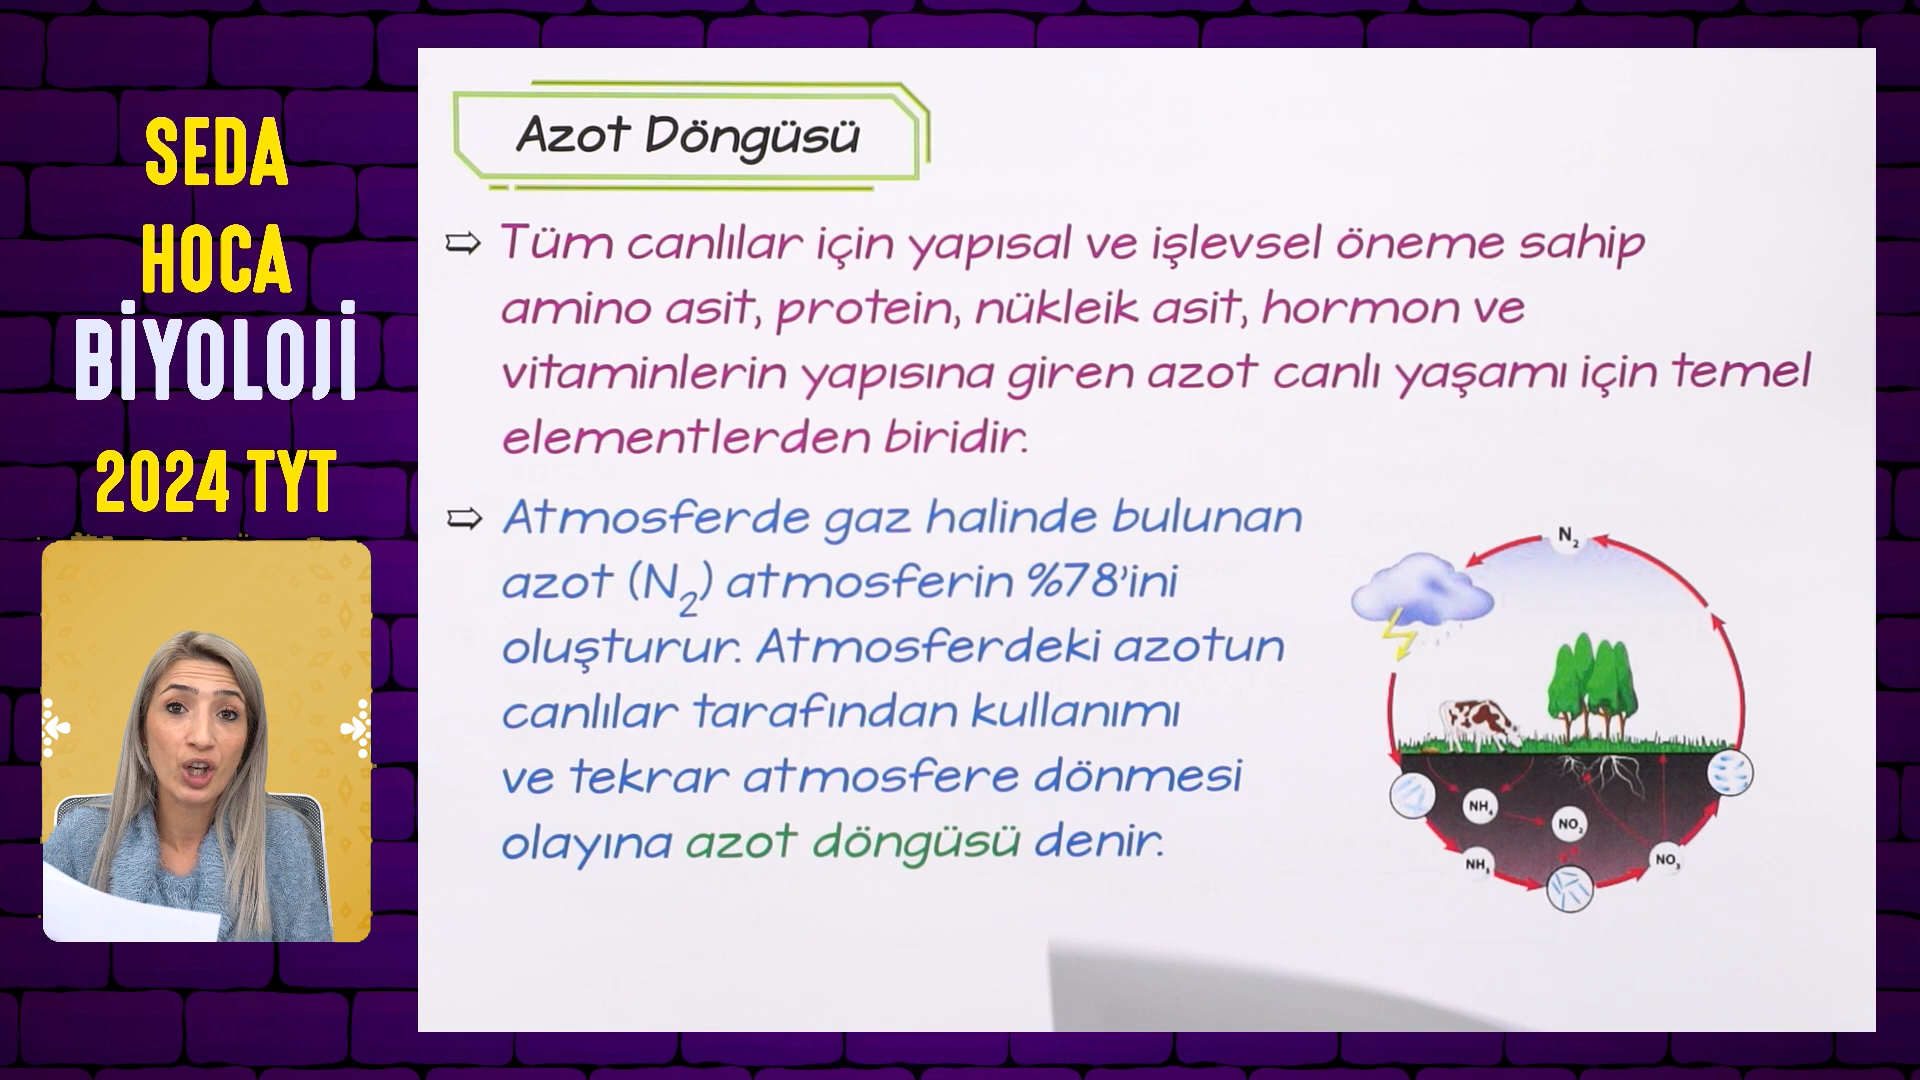 SEDA
HOCA
BİYOLOJİ
2024 TYT
Azot Döngüsü
⇨ Tüm canlılar için yapısal ve işlevsel öneme sahip
amino asit, protein, nükleik asit, hormon ve
vitaminlerin yapısına giren azot canlı yaşamı için temel
elementlerden biridir.
⇨ Atmosferde gaz halinde bulunan
azot (N₂) atmosferin %78’ini
oluşturur. Atmosferdeki azotun
canlılar tarafından kullanımı
ve tekrar atmosfere dönmesi
olayına azot döngüsü denir.
N₂
NH₄
NO₂
NH₃
NO₃